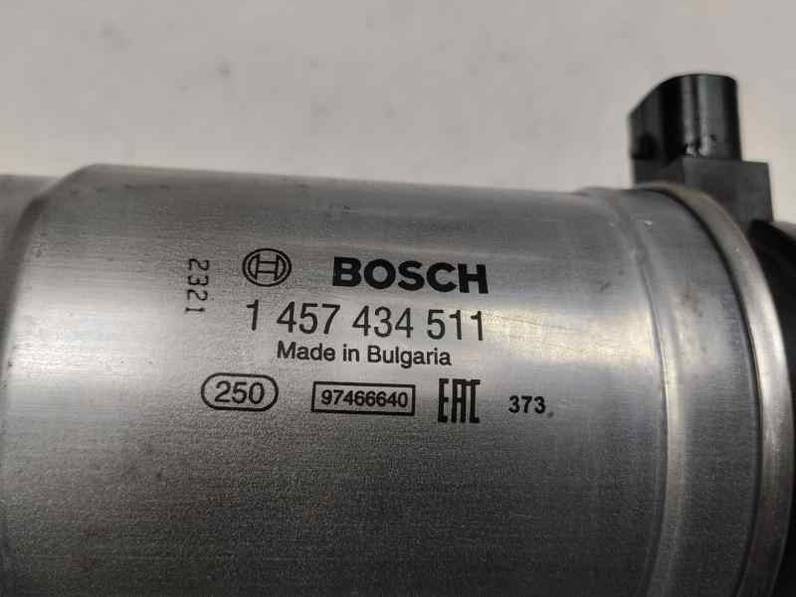 BOSCH
1 457 434 511
Made in Bulgaria
250 97466640 EAC 373
2321